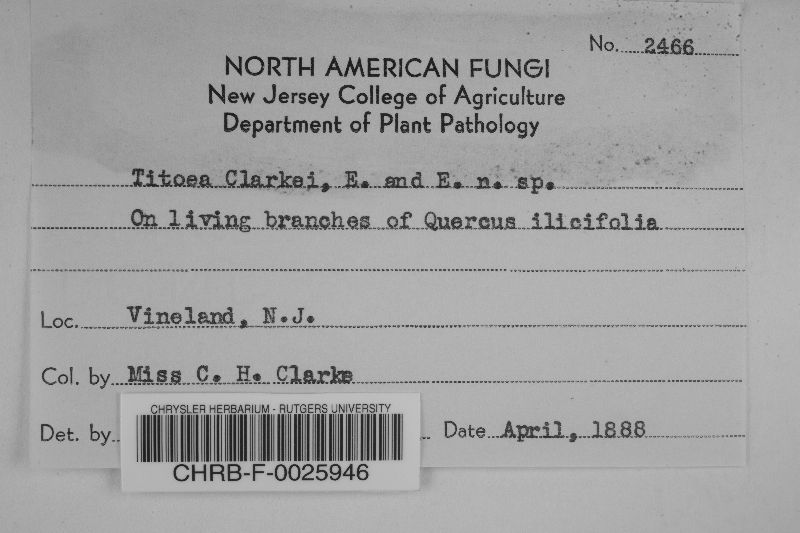 No. 2466
NORTH AMERICAN FUNGI
New Jersey College of Agriculture
Department of Plant Pathology
Titoea Clarkei, E. and E. n. sp.
On living branches of Quercus ilicifolia
Loc. Vineland, N.J.
Col. by Miss C. H. Clarke
Det. by
Date April, 1888
CHRYSLER HERBARIUM - RUTGERS UNIVERSITY
CHRB-F-0025946